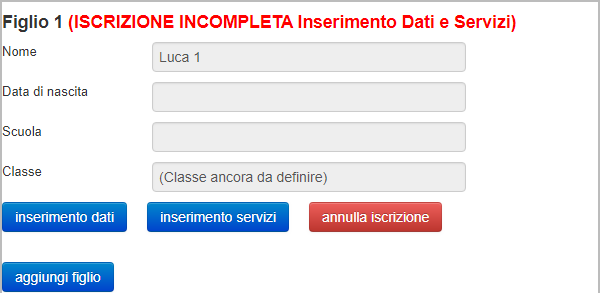 Figlio 1 (ISCRIZIONE INCOMPLETA Inserimento Dati e Servizi)
Nome Luca 1
Data di nascita
Scuola
Classe (Classe ancora da definire)
inserimento dati inserimento servizi annulla iscrizione
aggiungi figlio